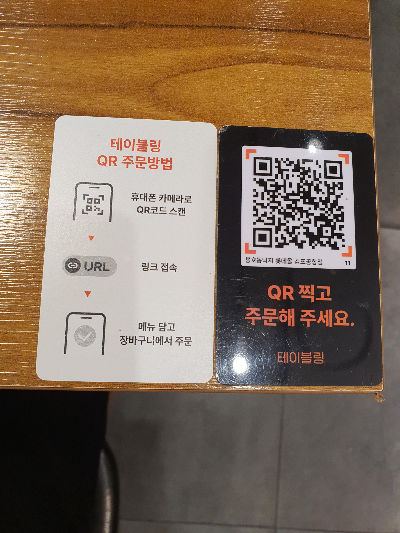 테이블링
QR 주문방법
휴대폰 카메라로
QR코드 스캔
URL
링크 접속
메뉴 담고
장바구니에서 주문
11
QR 찍고
주문해 주세요.
테이블링